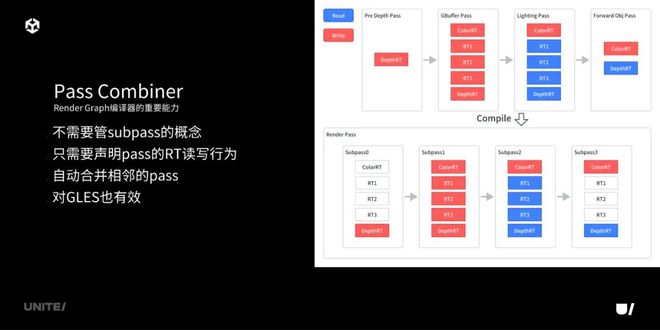 Pass Combiner
Render Graph编译器的重要能力
不需要管subpass的概念
只需要声明pass的RT读写行为
自动合并相邻的pass
对GLES也有效
UNITE/
Read
Write
Pre Depth Pass
DepthRT
GBuffer Pass
ColorRT
RT1
RT2
RT3
DepthRT
Lighting Pass
ColorRT
RT1
RT2
RT3
DepthRT
Forward Obj Pass
ColorRT
DepthRT
Compile
Render Pass
Subpass0
ColorRT
RT1
RT2
RT3
DepthRT
Subpass1
ColorRT
RT1
RT2
RT3
DepthRT
Subpass2
ColorRT
RT1
RT2
RT3
DepthRT
Subpass3
ColorRT
RT1
RT2
RT3
DepthRT
U/